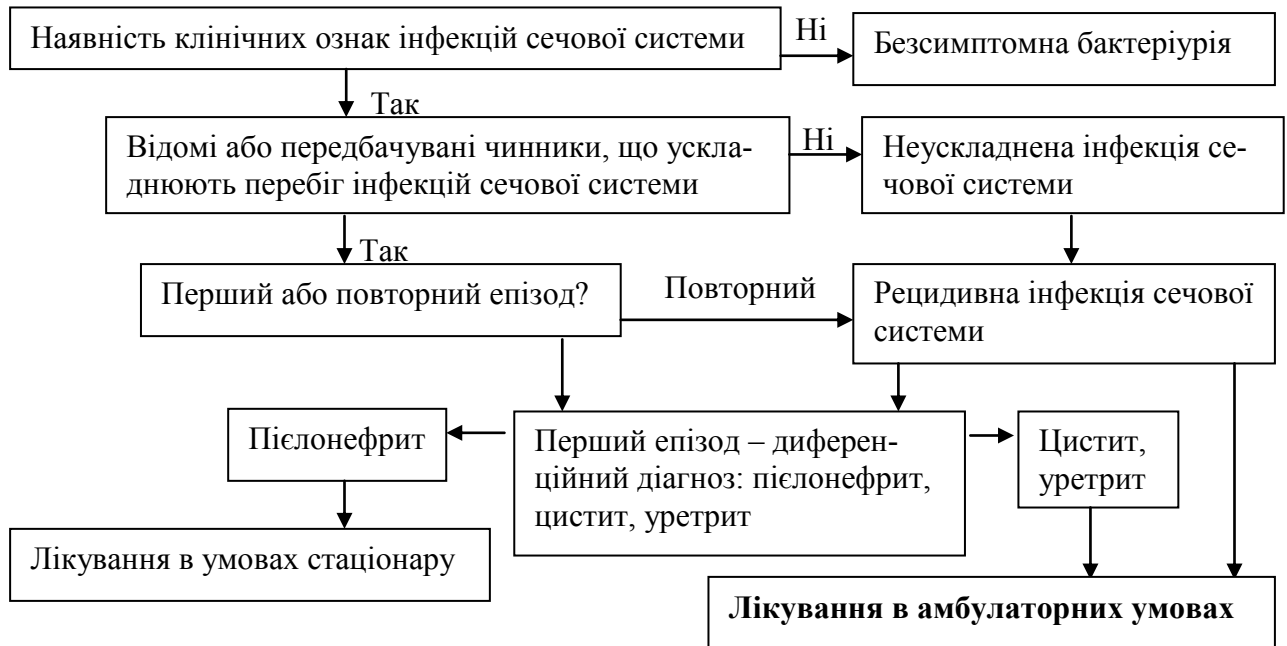 Наявність клінічних ознак інфекцій сечової системи
Ні
Безсимптомна бактеріурія
Так
Відомі або передбачувані чинники, що ускла-
днюють перебіг інфекцій сечової системи
Ні
Неускладнена інфекція се-
чової системи
Так
Перший або повторний епізод?
Повторний
Рецидивна інфекція сечової
системи
Пієлонефрит
Перший епізод – диферен-
ційний діагноз: пієлонефрит,
цистит, уретрит
Цистит,
уретрит
Лікування в умовах стаціонару
Лікування в амбулаторних умовах